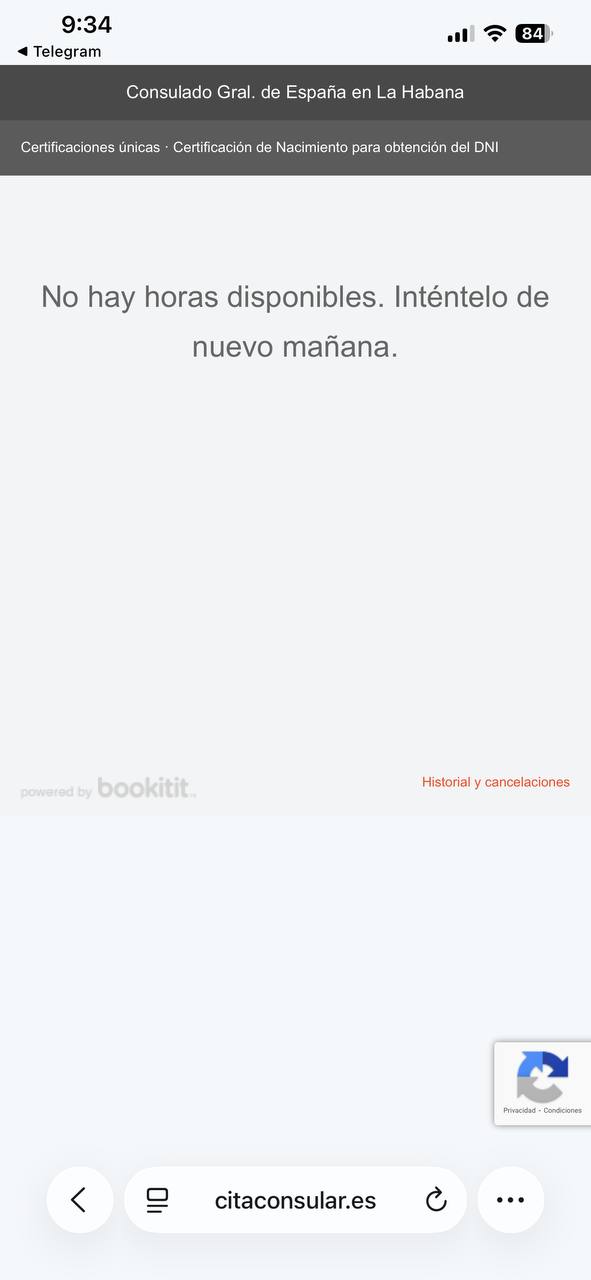 9:34
84
◀ Telegram
Consulado Gral. de España en La Habana
Certificaciones únicas · Certificación de Nacimiento para obtención del DNI
No hay horas disponibles. Inténtelo de
nuevo mañana.
powered by bookitit
Historial y cancelaciones
Privacidad - Condiciones
citaconsular.es